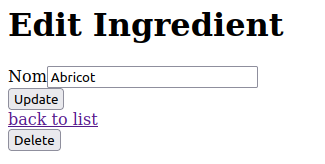 Edit Ingredient
Nom Abricot
Update
back to list
Delete